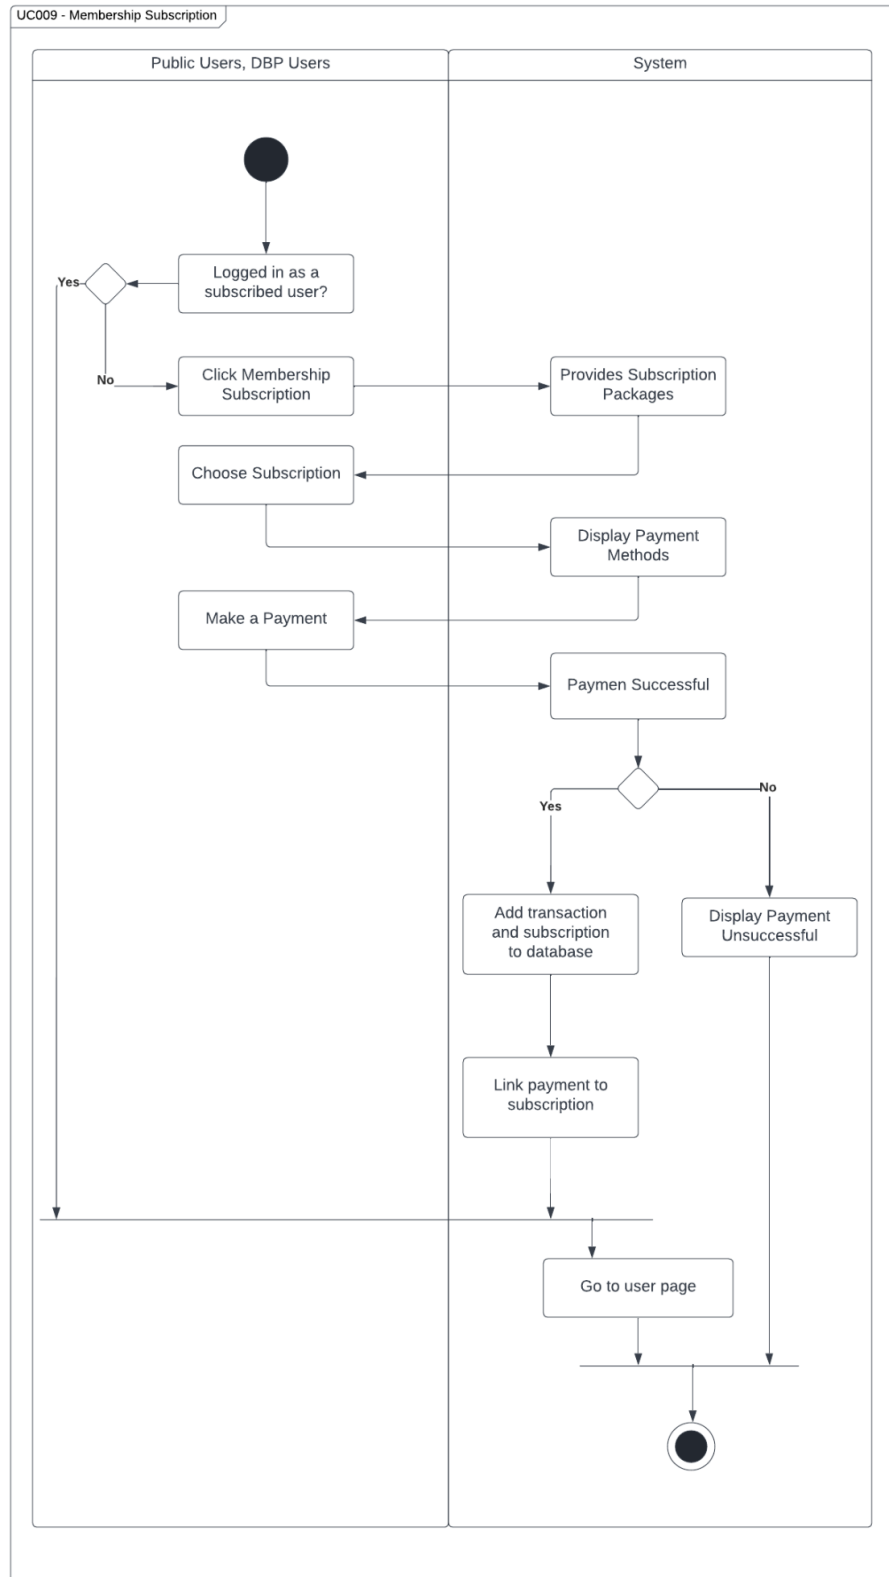 UC009 - Membership Subscription
Public Users, DBP Users
System
Logged in as a
subscribed user?
Yes
No
Click Membership
Subscription
Provides Subscription
Packages
Choose Subscription
Display Payment
Methods
Make a Payment
Paymen Successful
Yes
No
Add transaction
and subscription
to database
Display Payment
Unsuccessful
Link payment to
subscription
Go to user page